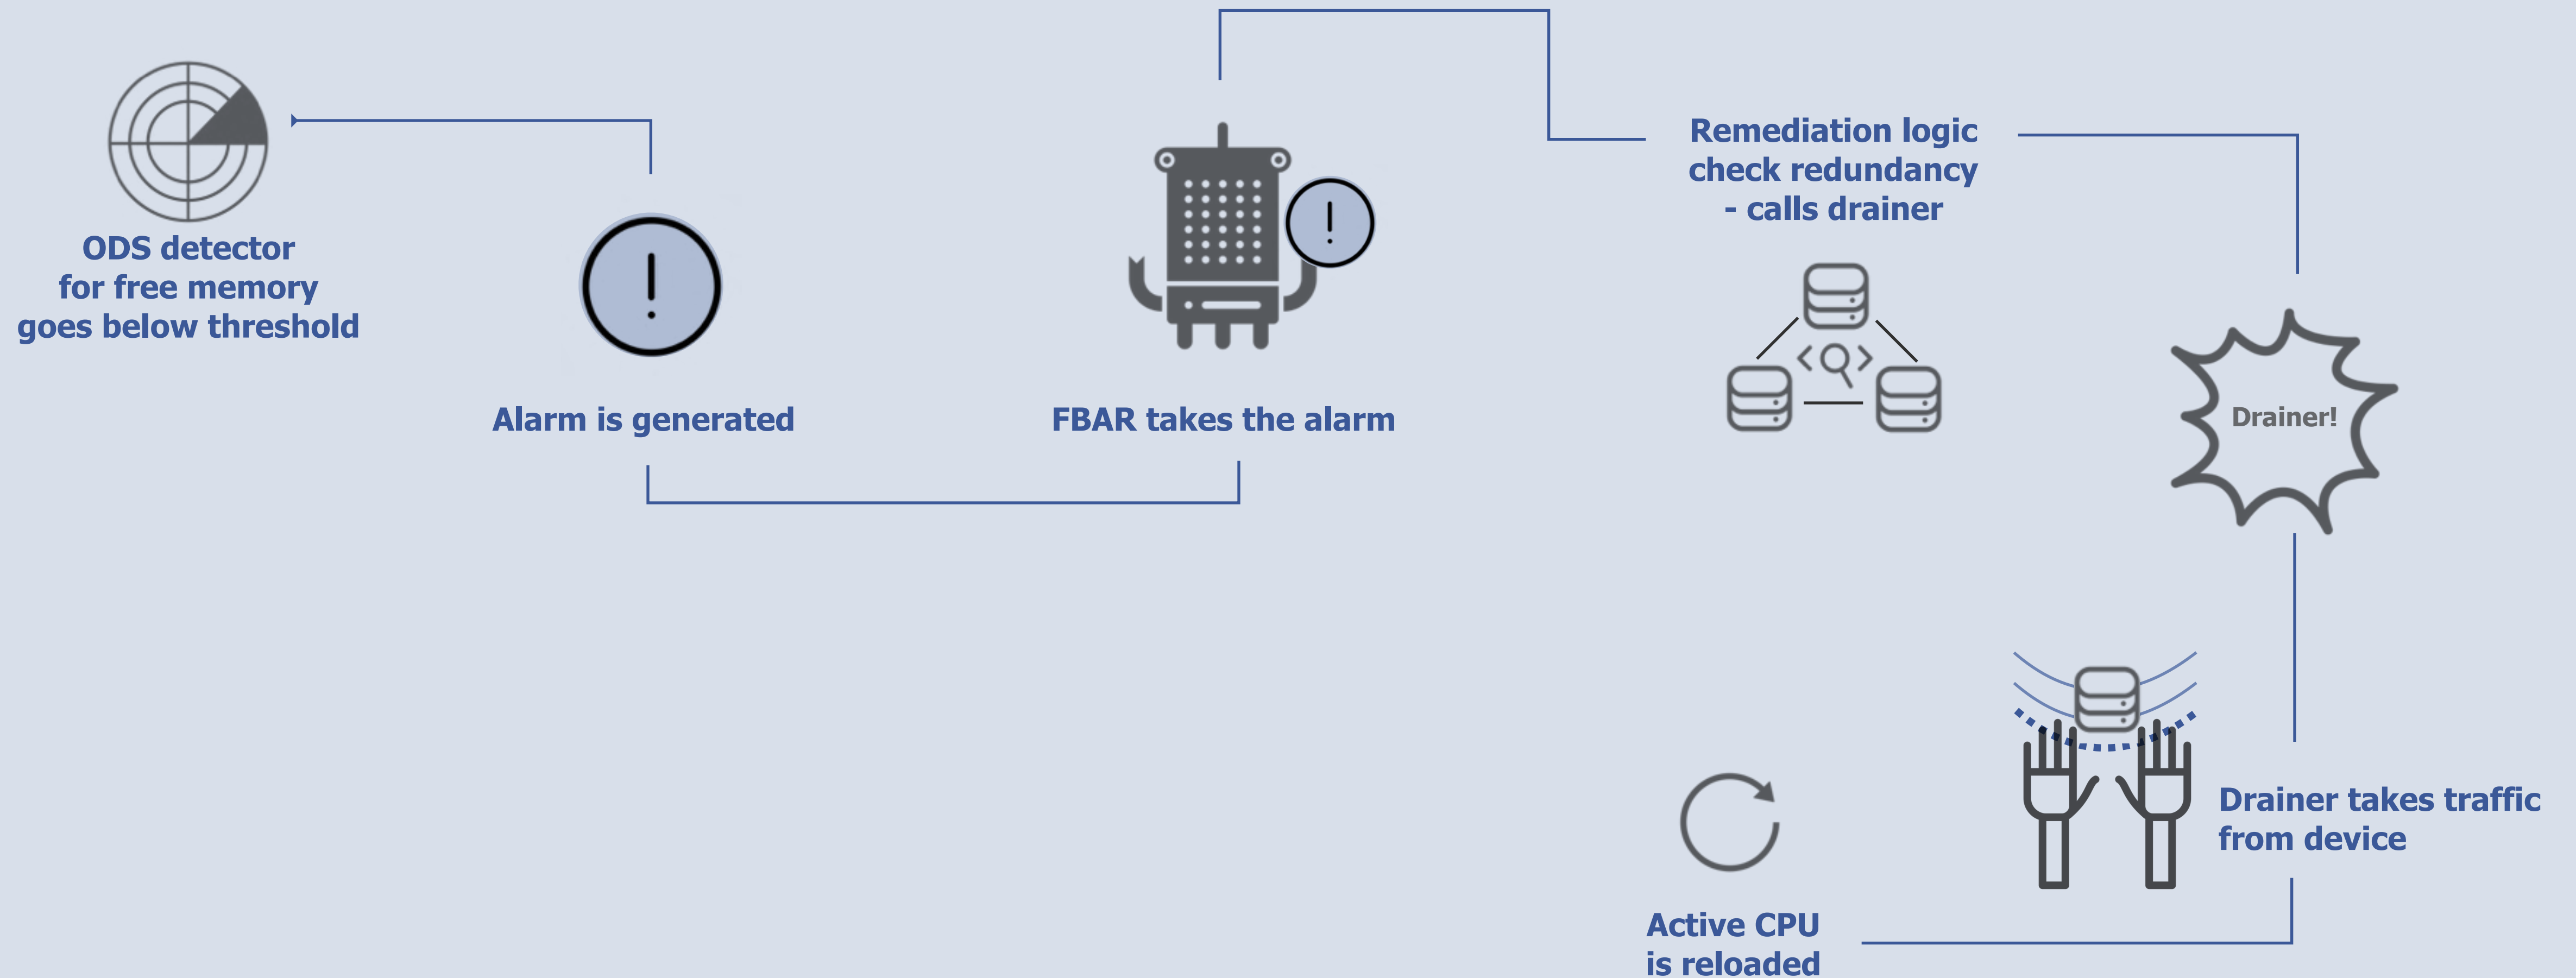 ODS detector
for free memory
goes below threshold
Alarm is generated
FBAR takes the alarm
Remediation logic
check redundancy
- calls drainer
Drainer!
Drainer takes traffic
from device
Active CPU
is reloaded